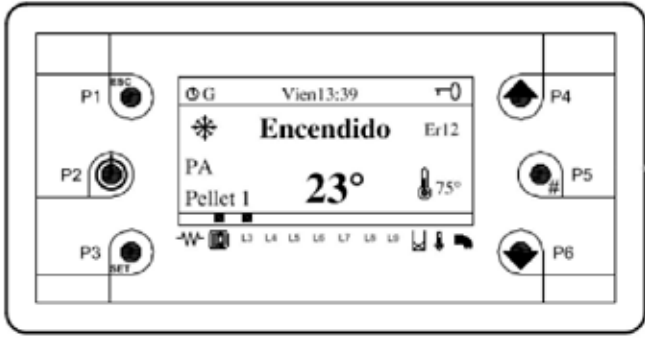 ESC
P1
P4
G Vien13:39
Encendido Er12
P2
P5
#
PA
23° 75°
Pellet 1
L3 L4 L5 L6 L7 L8 L9
P3
P6
SET